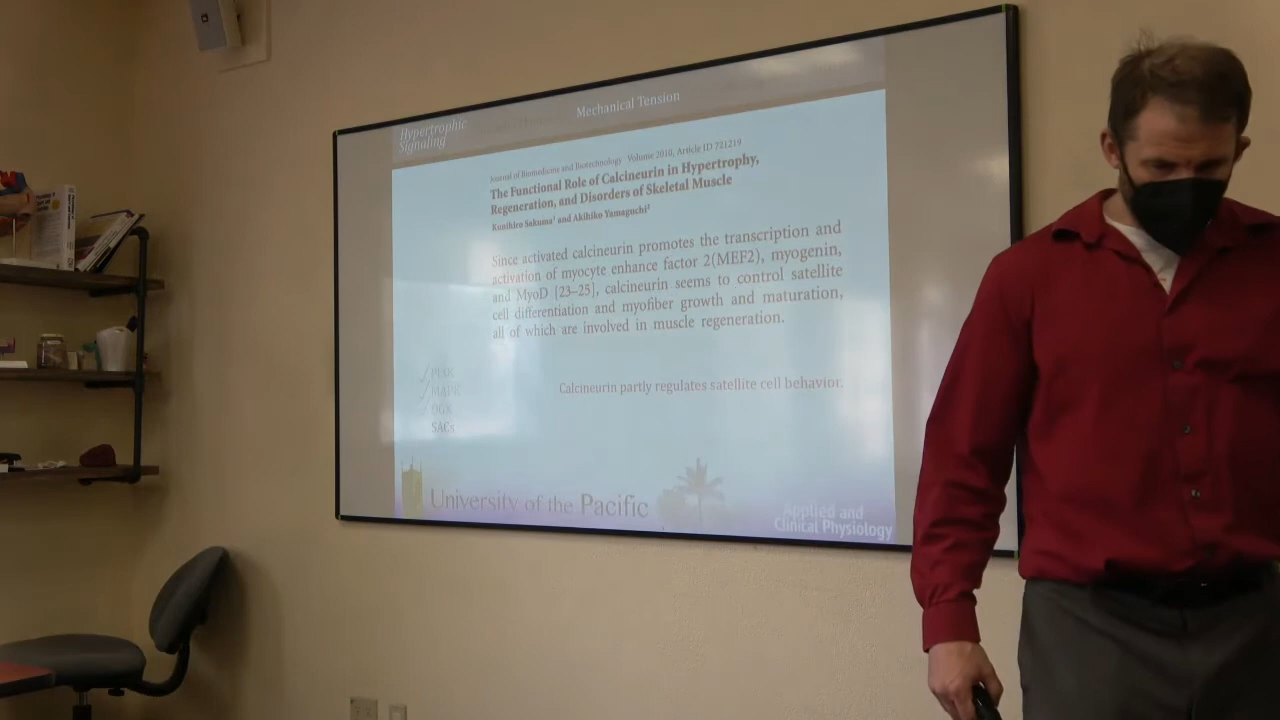 Mechanical Tension
Hypertrophic
Signaling
Journal of Biomedicine and Biotechnology Volume 2010, Article ID 721219
The Functional Role of Calcineurin in Hypertrophy,
Regeneration, and Disorders of Skeletal Muscle
Kunihiro Sakuma¹ and Akihiko Yamaguchi²
Since activated calcineurin promotes the transcription and
activation of myocyte enhance factor 2(MEF2), myogenin,
and MyoD [23–25], calcineurin seems to control satellite
cell differentiation and myofiber growth and maturation,
all of which are involved in muscle regeneration.
✓PI3K
✓MAPK
✓DGK
SACs
Calcineurin partly regulates satellite cell behavior.
University of the Pacific
Applied and
Clinical Physiology